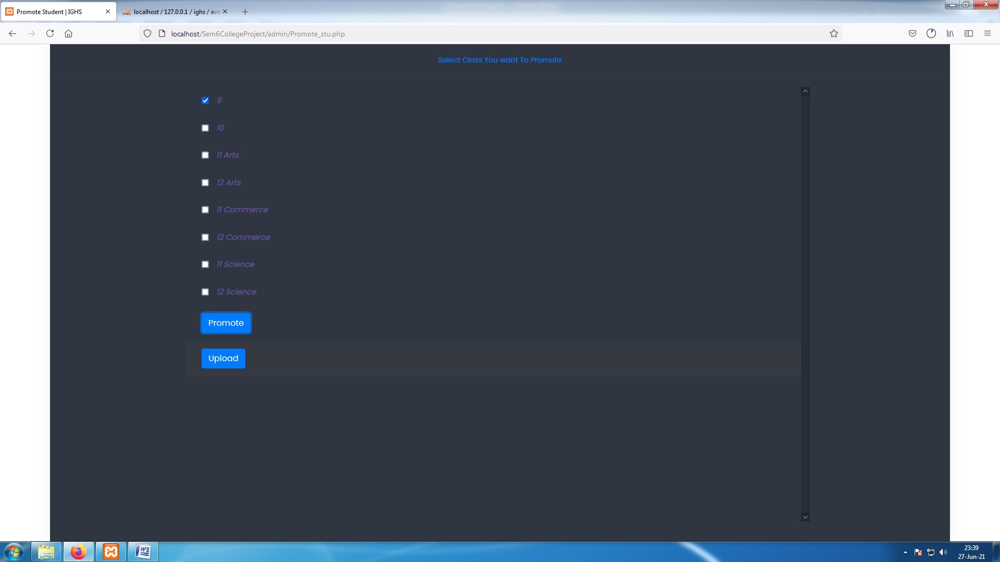 Promote Student | IGHS
localhost / 127.0.0.1 / ighs / eve
localhost/Sem6CollegeProject/admin/Promote_stu.php
Select Class You want To Promote
9
10
11 Arts
12 Arts
11 Commerce
12 Commerce
11 Science
12 Science
Promote
Upload
23:39
27-Jun-21